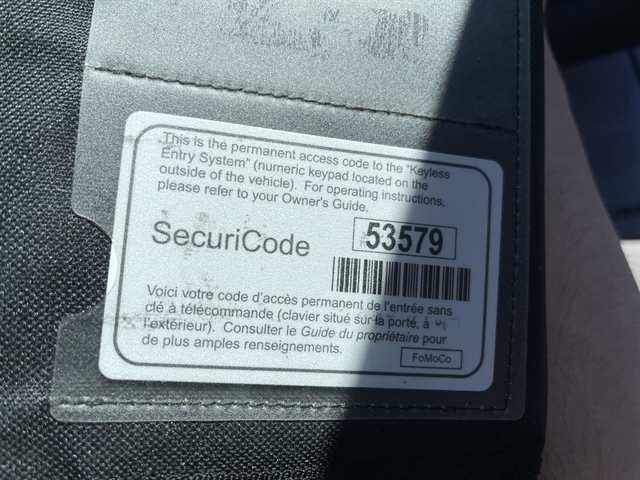 This is the permanent access code to the "Keyless
Entry System" (numeric keypad located on the
outside of the vehicle). For operating instructions,
please refer to your Owner's Guide.
SecuriCode
53579
Voici votre code d'accès permanent de l'entrée sans
clé à télécommande (clavier situé sur la porte, à
l'extérieur). Consulter le Guide du propriétaire pour
de plus amples renseignements.
FoMoCo